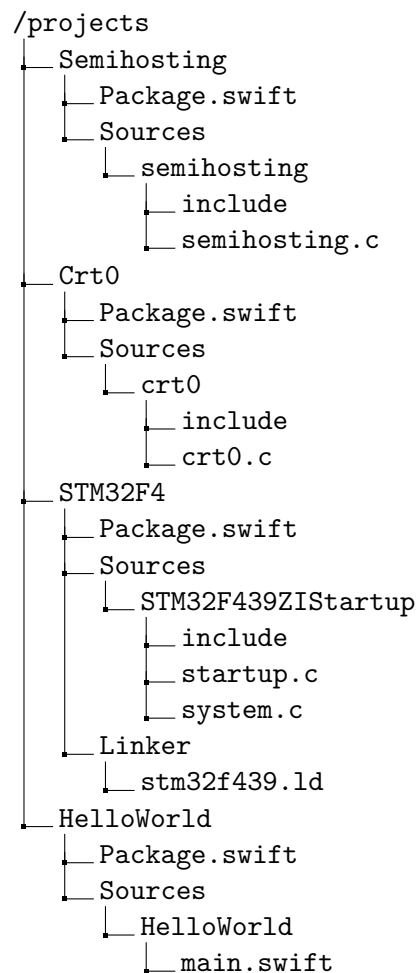 /projects
Semihosting
Package.swift
Sources
semihosting
include
semihosting.c
Crt0
Package.swift
Sources
crt0
include
crt0.c
STM32F4
Package.swift
Sources
STM32F439ZIStartup
include
startup.c
system.c
Linker
stm32f439.ld
HelloWorld
Package.swift
Sources
HelloWorld
main.swift